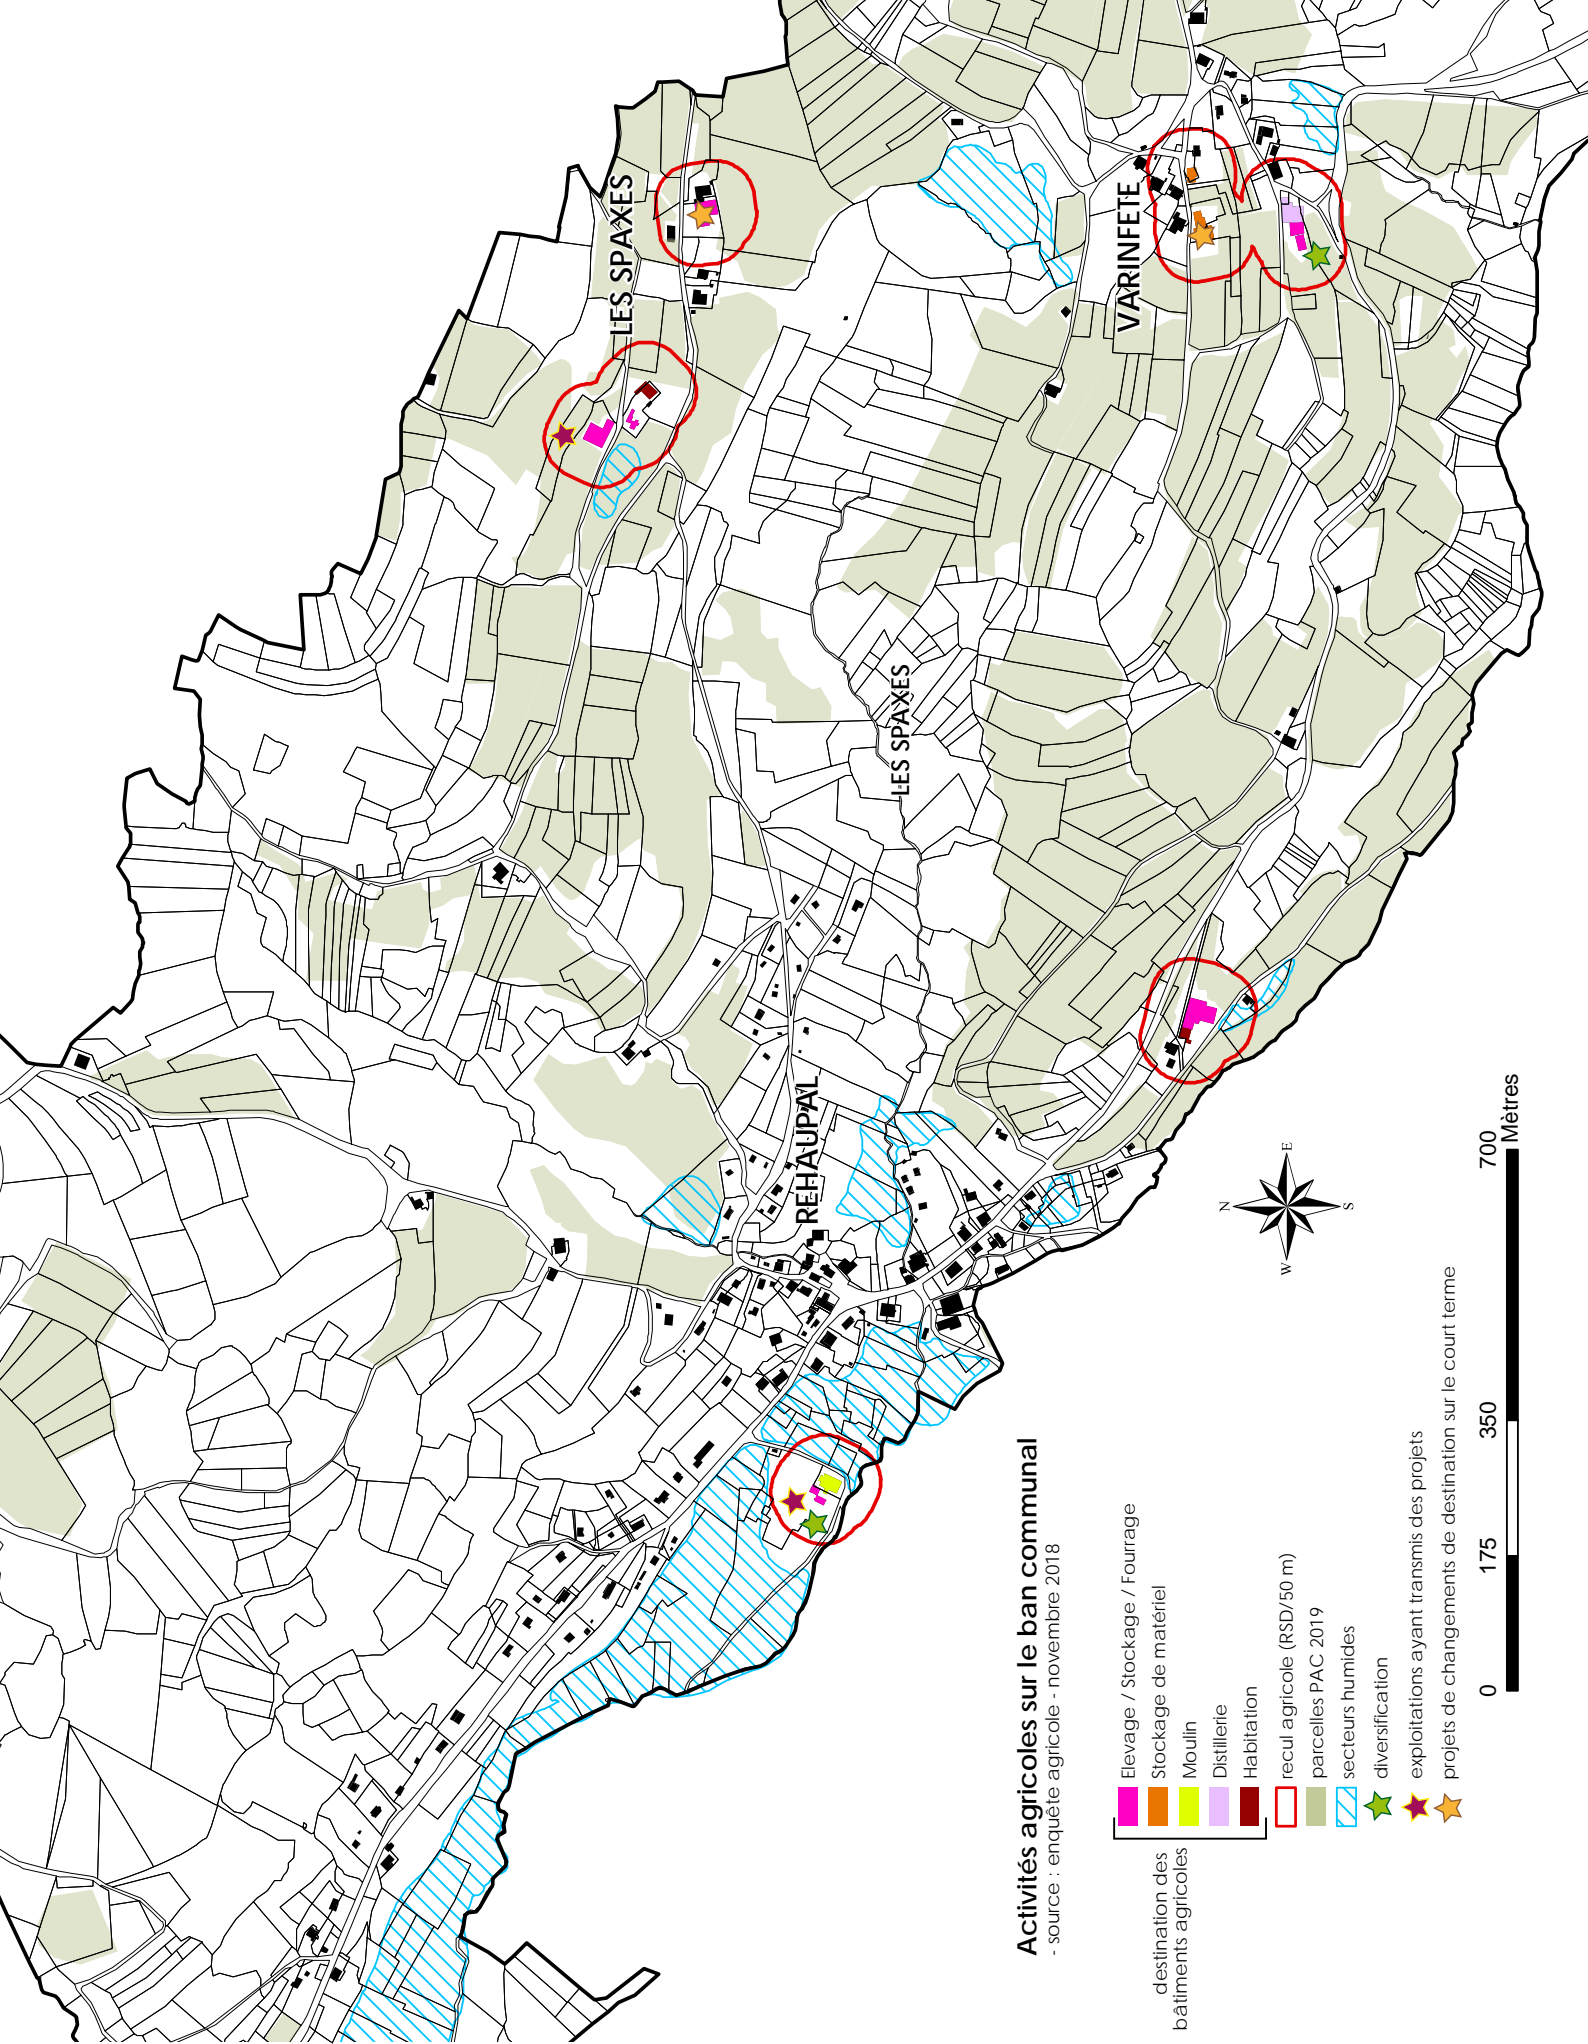 LES SPAXES
VARINFETE
LES SPAXES
REHAUPAL
N
E
S
W
Activités agricoles sur le ban communal
- source : enquête agricole - novembre 2018
destination des
bâtiments agricoles
Elevage / Stockage / Fourrage
Stockage de matériel
Moulin
Distillerie
Habitation
recul agricole (RSD/50 m)
parcelles PAC 2019
secteurs humides
diversification
exploitations ayant transmis des projets
projets de changements de destination sur le court terme
0 175 350 700
Mètres